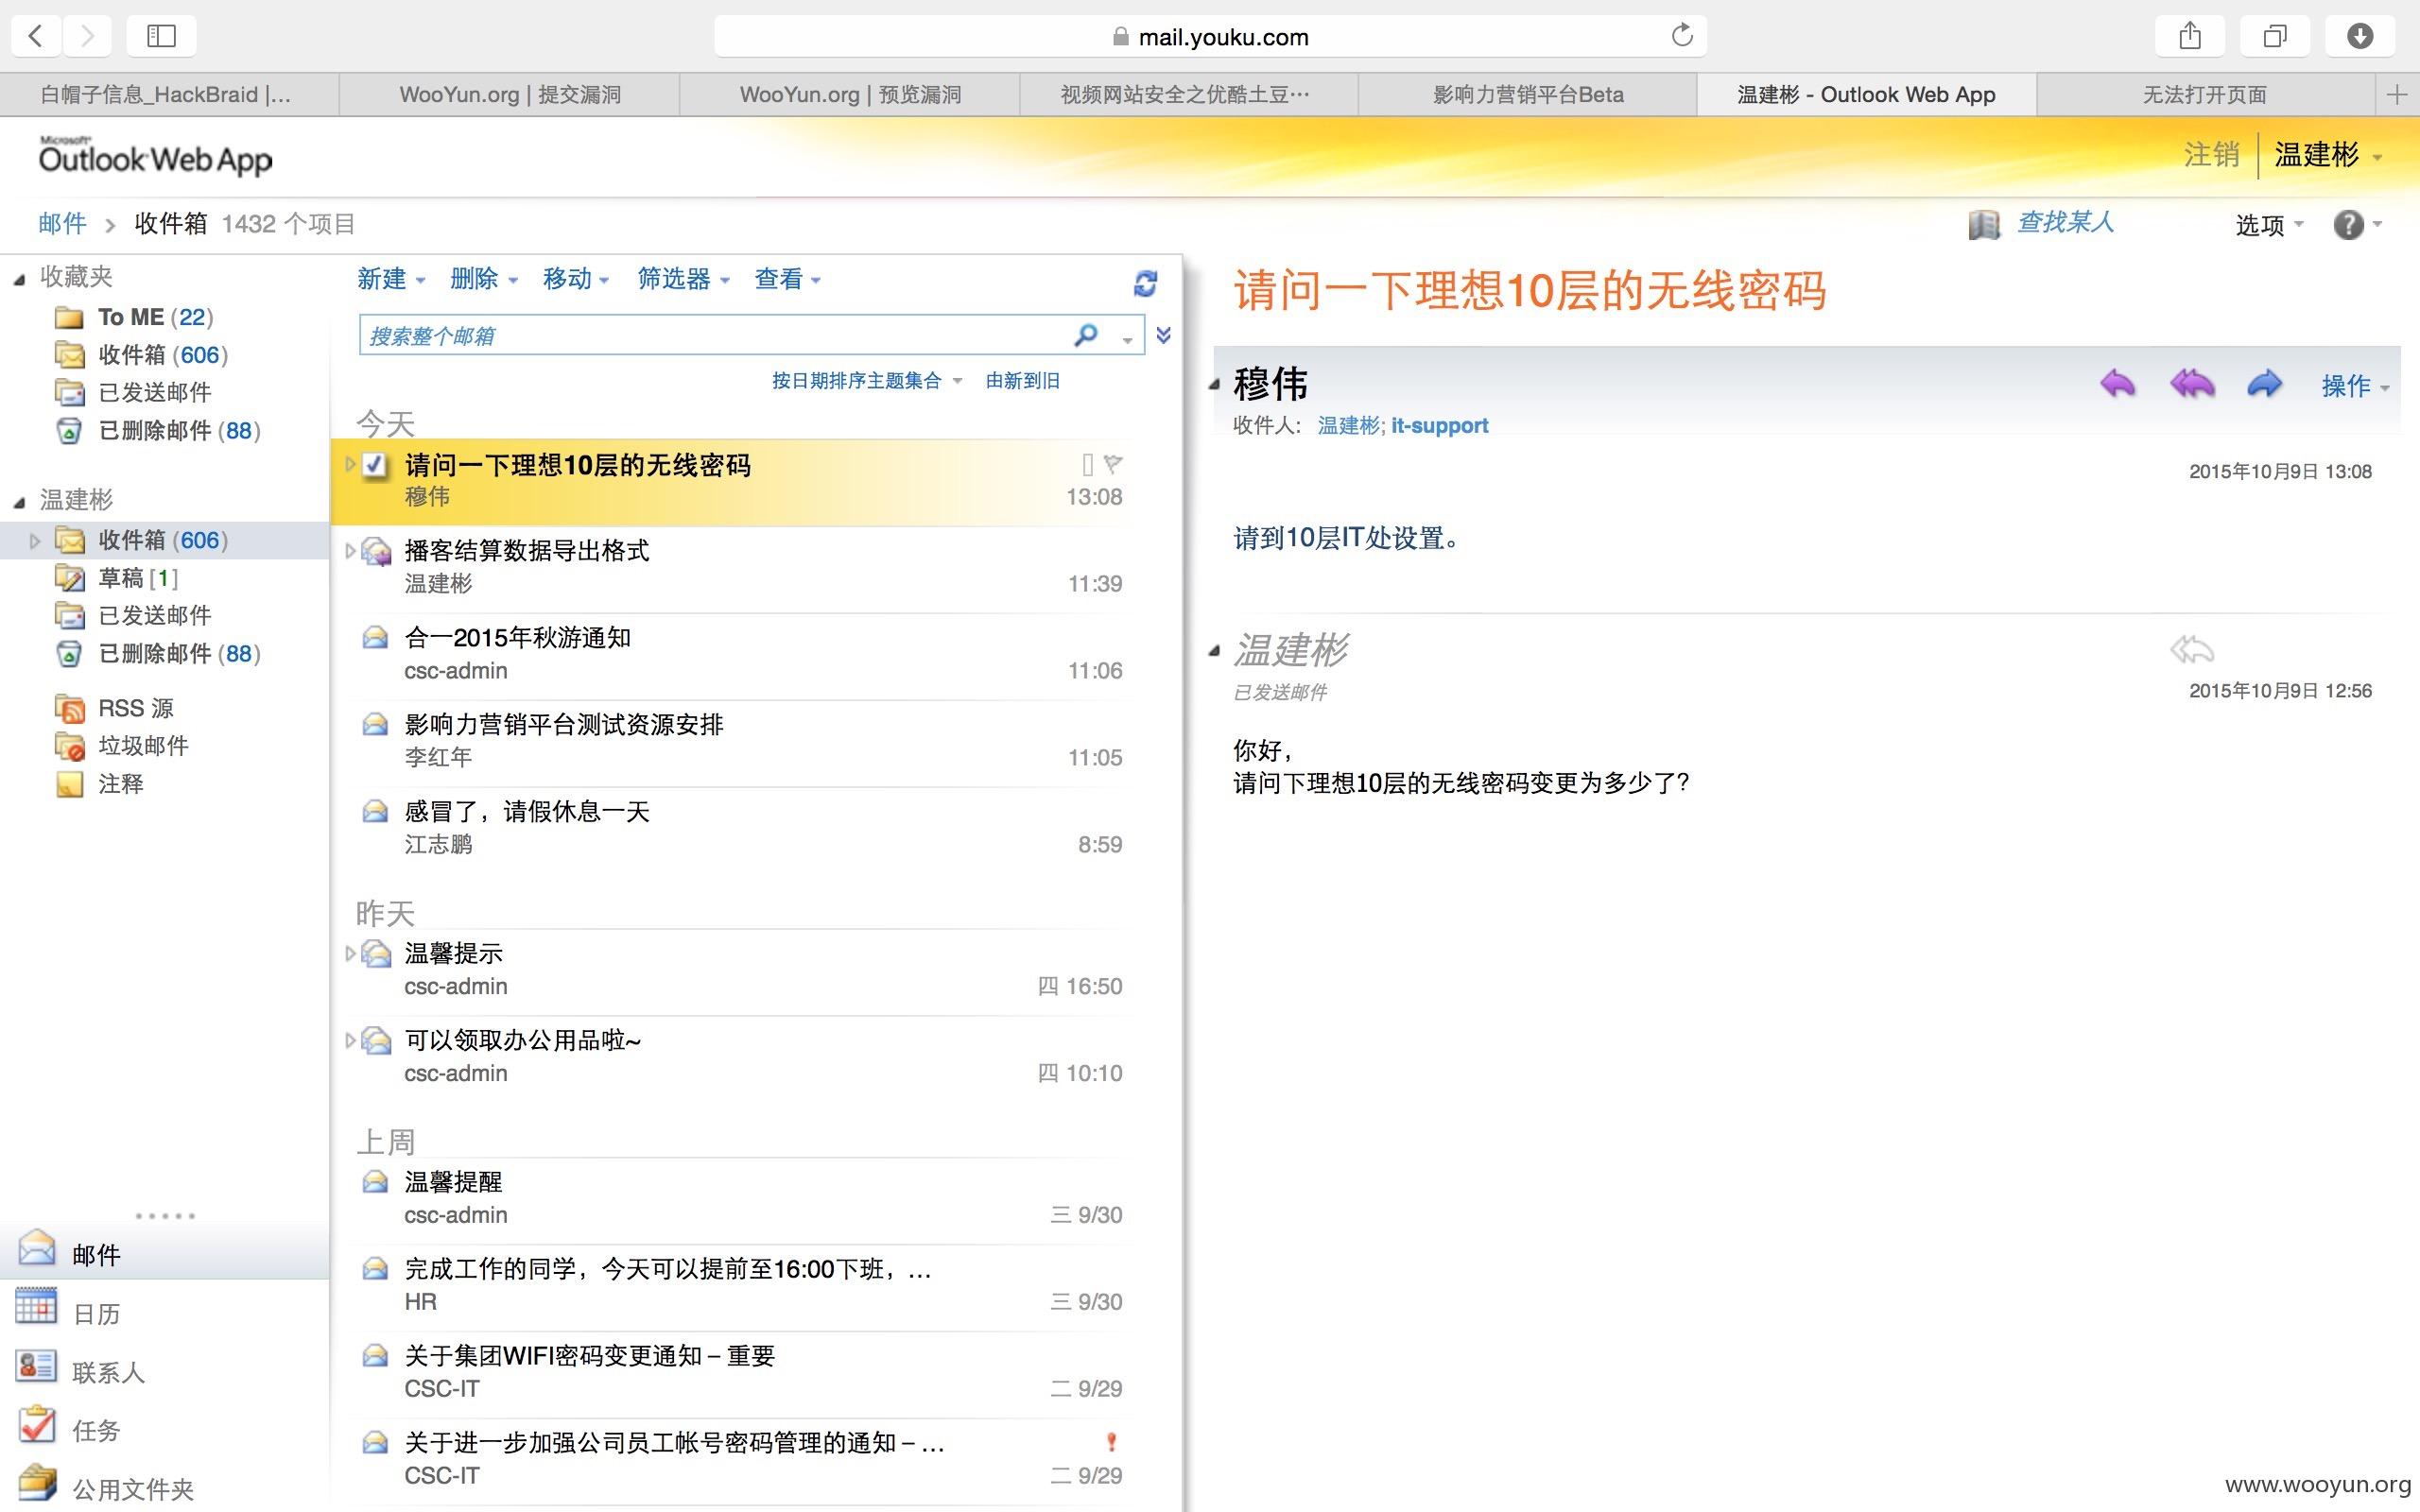 mail.youku.com
白帽子信息_HackBraid |...
WooYun.org | 提交漏洞
WooYun.org | 预览漏洞
视频网站安全之优酷土豆…
影响力营销平台Beta
温建彬 - Outlook Web App
无法打开页面
Microsoft
Outlook Web App
注销
温建彬
邮件 > 收件箱 1432 个项目
查找某人
选项
收藏夹
To ME (22)
收件箱 (606)
已发送邮件
已删除邮件 (88)
温建彬
收件箱 (606)
草稿 [1]
已发送邮件
已删除邮件 (88)
RSS 源
垃圾邮件
注释
邮件
日历
联系人
任务
公用文件夹
新建 删除 移动 筛选器 查看
搜索整个邮箱
按日期排序主题集合 由新到旧
今天
请问一下理想10层的无线密码
穆伟 13:08
播客结算数据导出格式
温建彬 11:39
合一2015年秋游通知
csc-admin 11:06
影响力营销平台测试资源安排
李红年 11:05
感冒了，请假休息一天
江志鹏 8:59
昨天
温馨提示
csc-admin 四 16:50
可以领取办公用品啦~
csc-admin 四 10:10
上周
温馨提醒
csc-admin 三 9/30
完成工作的同学，今天可以提前至16:00下班，...
HR 三 9/30
关于集团WIFI密码变更通知 – 重要
CSC-IT 二 9/29
关于进一步加强公司员工帐号密码管理的通知 – ...
CSC-IT 二 9/29
请问一下理想10层的无线密码
穆伟
操作
收件人: 温建彬; it-support
2015年10月9日 13:08
请到10层IT处设置。
温建彬
已发送邮件
2015年10月9日 12:56
你好，
请问下理想10层的无线密码变更为多少了？
www.wooyun.org